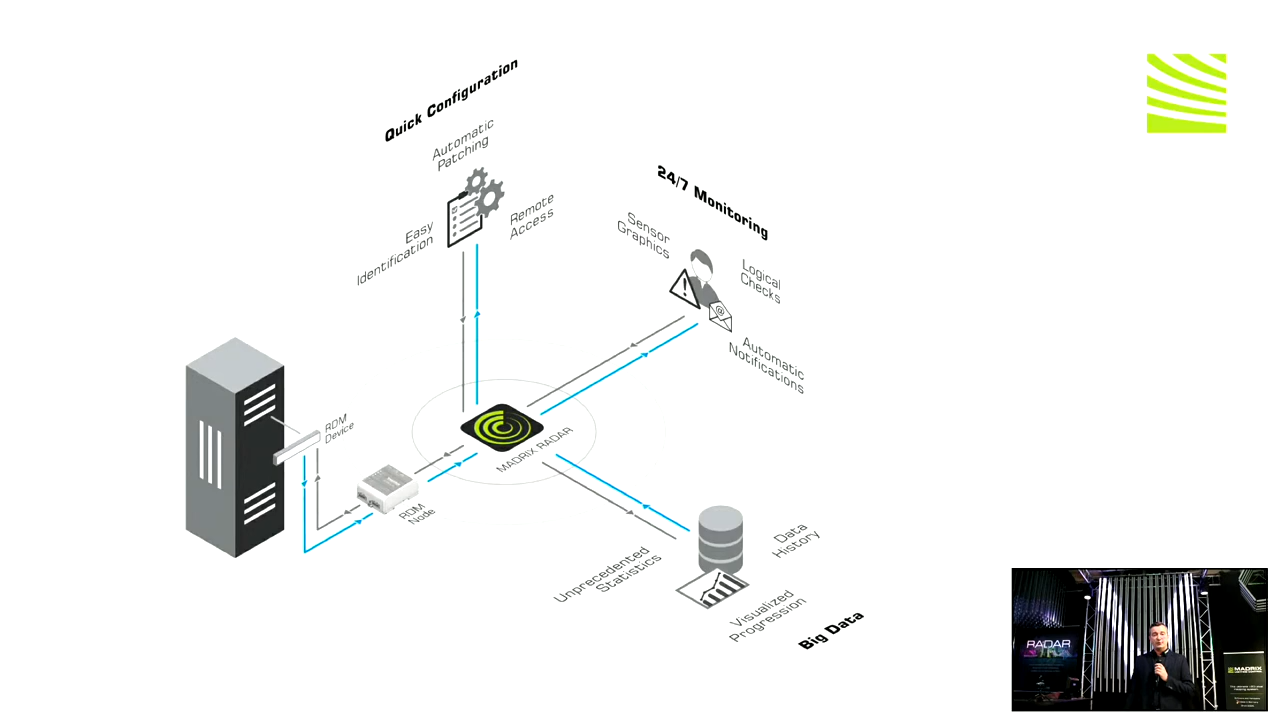 Quick Configuration
Automatic
Patching
Easy
Identification
Remote
Access
24/7 Monitoring
Sensor
Graphics
Logical
Checks
@
Automatic
Notifications
RDM
Device
MADRIX RADAR
RDM
Node
Unprecedented
Statistics
Data
History
Visualized
Progression
Big Data
RADAR
MADRIX